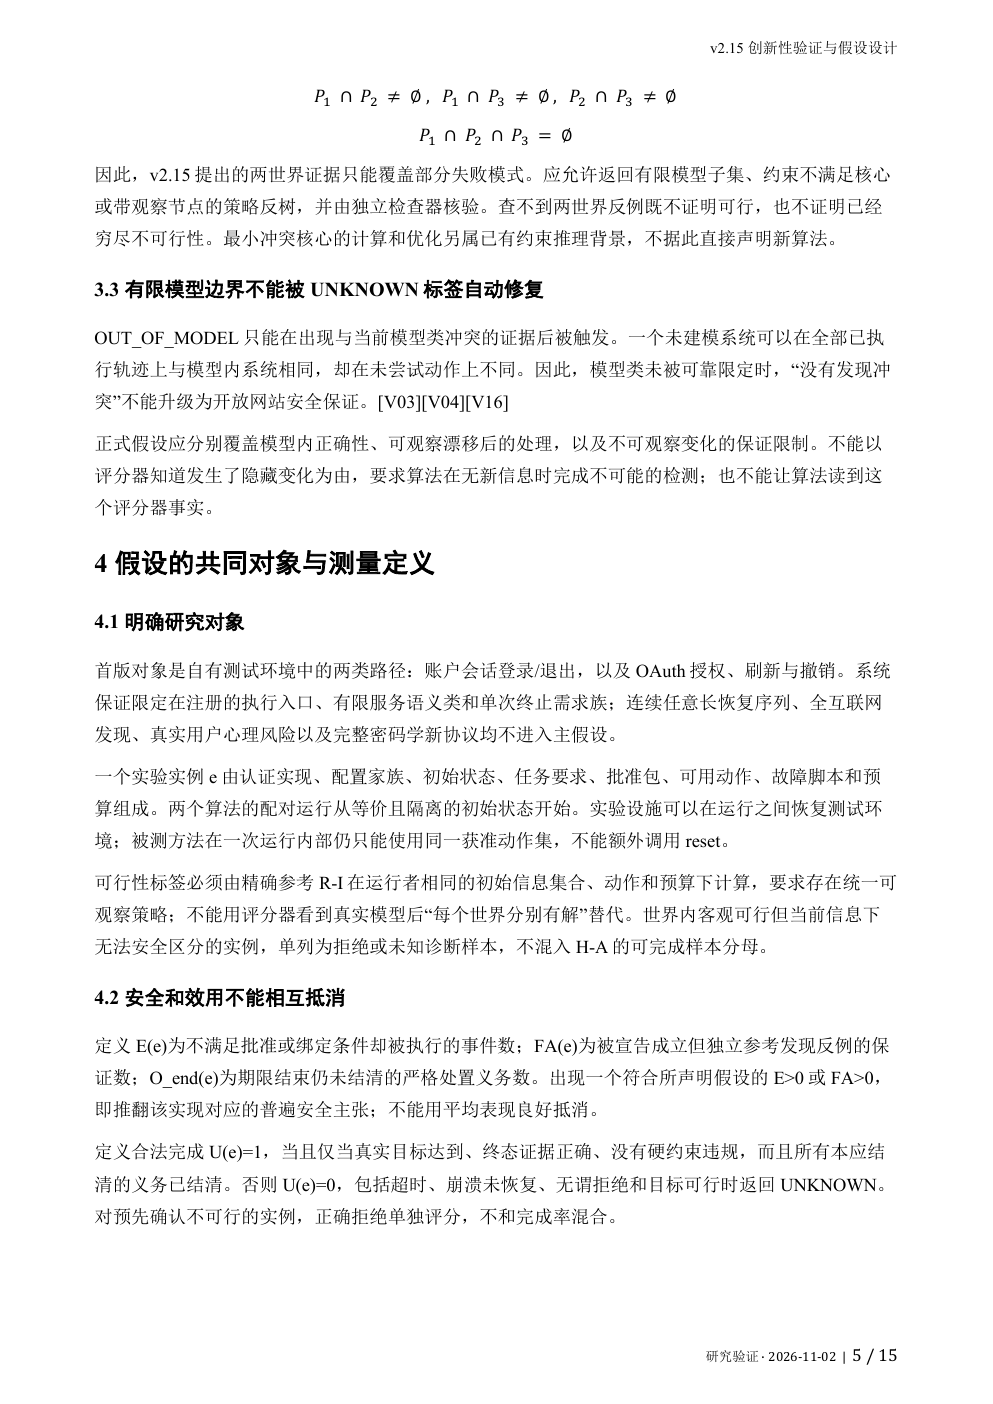 v2.15 创新性验证与假设设计
P₁ ∩ P₂ ≠ ∅, P₁ ∩ P₃ ≠ ∅, P₂ ∩ P₃ ≠ ∅
P₁ ∩ P₂ ∩ P₃ = ∅
因此，v2.15 提出的两世界证据只能覆盖部分失败模式。应允许返回有限模型子集、约束不满足核心
或带观察节点的策略反树，并由独立检查器核验。查不到两世界反例既不证明可行，也不证明已经
穷尽不可行性。最小冲突核心的计算和优化另属已有约束推理背景，不据此直接声明新算法。
3.3 有限模型边界不能被 UNKNOWN 标签自动修复
OUT_OF_MODEL 只能在出现与当前模型类冲突的证据后被触发。一个未建模系统可以在全部已执
行轨迹上与模型内系统相同，却在未尝试动作上不同。因此，模型类未被可靠限定时，“没有发现冲
突”不能升级为开放网站安全保证。[V03][V04][V16]
正式假设应分别覆盖模型内正确性、可观察漂移后的处理，以及不可观察变化的保证限制。不能以
评分器知道发生了隐藏变化为由，要求算法在无新信息时完成不可能的检测；也不能让算法读到这
个评分器事实。
4 假设的共同对象与测量定义
4.1 明确研究对象
首版对象是自有测试环境中的两类路径：账户会话登录/退出，以及 OAuth 授权、刷新与撤销。系统
保证限定在注册的执行入口、有限服务语义类和单次终止需求族；连续任意长恢复序列、全互联网
发现、真实用户心理风险以及完整密码学新协议均不进入主假设。
一个实验实例 e 由认证实现、配置家族、初始状态、任务要求、批准包、可用动作、故障脚本和预
算组成。两个算法的配对运行从等价且隔离的初始状态开始。实验设施可以在运行之间恢复测试环
境；被测方法在一次运行内部仍只能使用同一获准动作集，不能额外调用 reset。
可行性标签必须由精确参考 R-I 在运行者相同的初始信息集合、动作和预算下计算，要求存在统一可
观察策略；不能用评分器看到真实模型后“每个世界分别有解”替代。世界内客观可行但当前信息下
无法安全区分的实例，单列为拒绝或未知诊断样本，不混入 H-A 的可完成样本分母。
4.2 安全和效用不能相互抵消
定义 E(e)为不满足批准或绑定条件却被执行的事件数；FA(e)为被宣告成立但独立参考发现反例的保
证数；O_end(e)为期限结束仍未结清的严格处置义务数。出现一个符合所声明假设的 E>0 或 FA>0，
即推翻该实现对应的普遍安全主张；不能用平均表现良好抵消。
定义合法完成 U(e)=1，当且仅当真实目标达到、终态证据正确、没有硬约束违规，而且所有本应结
清的义务已结清。否则 U(e)=0，包括超时、崩溃未恢复、无谓拒绝和目标可行时返回 UNKNOWN。
对预先确认不可行的实例，正确拒绝单独评分，不和完成率混合。
研究验证 · 2026-11-02 | 5 / 15